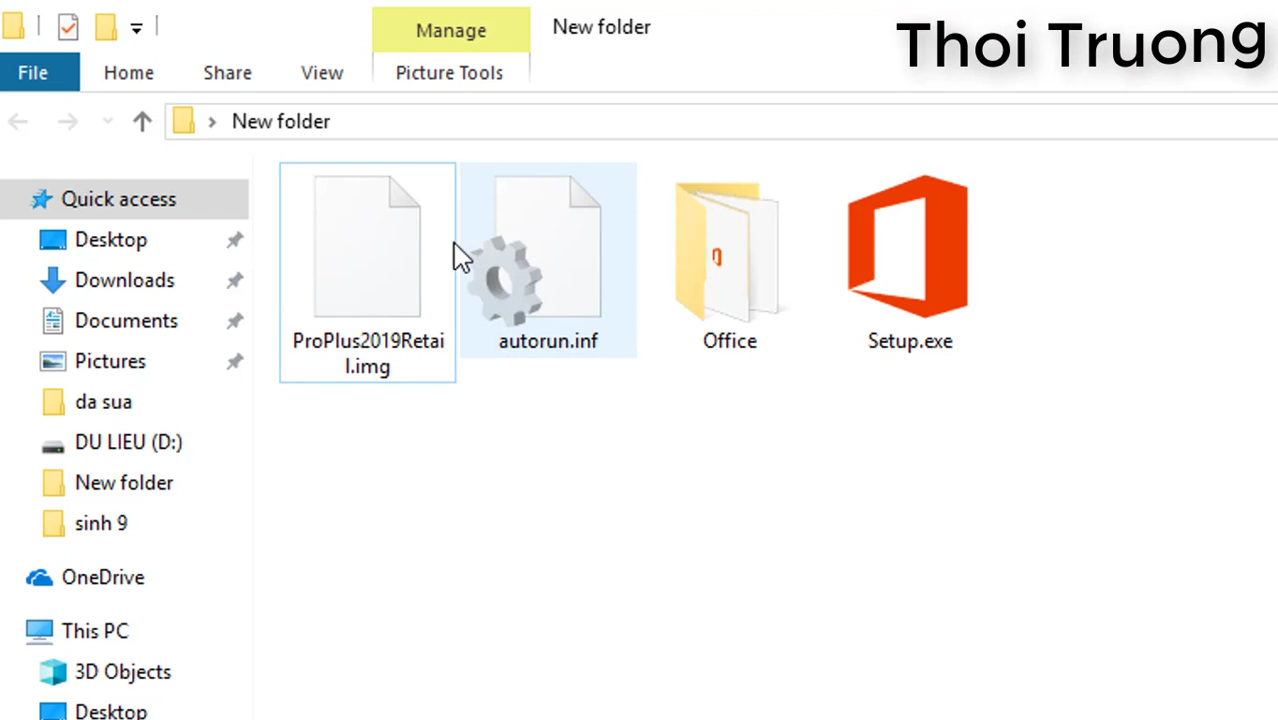 Manage
New folder
Thoi Truong
File
Home
Share
View
Picture Tools
New folder
Quick access
Desktop
Downloads
Documents
Pictures
da sua
DU LIEU (D:)
New folder
sinh 9
OneDrive
This PC
3D Objects
Desktop
ProPlus2019Retai
l.img
autorun.inf
Office
Setup.exe